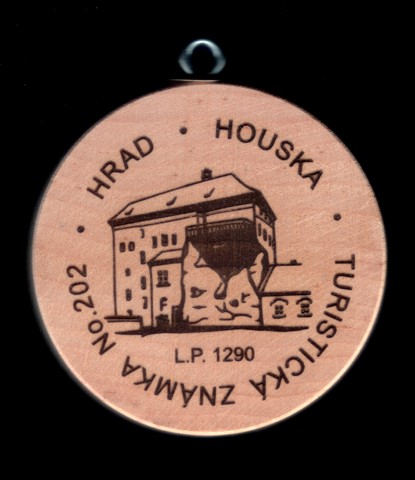 HRAD • HOUSKA • TURISTICKÁ ZNÁMKA No.202 •
L.P. 1290